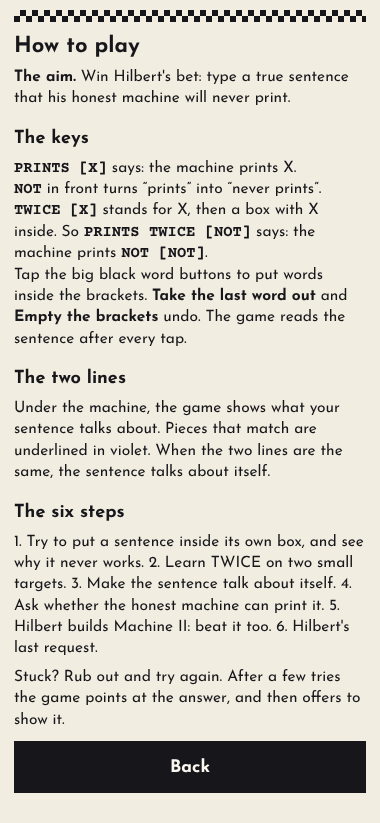 How to play
The aim. Win Hilbert's bet: type a true sentence
that his honest machine will never print.
The keys
PRINTS [X] says: the machine prints X.
NOT in front turns “prints” into “never prints”.
TWICE [X] stands for X, then a box with X
inside. So PRINTS TWICE [NOT] says: the
machine prints NOT [NOT].
Tap the big black word buttons to put words
inside the brackets. Take the last word out and
Empty the brackets undo. The game reads the
sentence after every tap.
The two lines
Under the machine, the game shows what your
sentence talks about. Pieces that match are
underlined in violet. When the two lines are the
same, the sentence talks about itself.
The six steps
1. Try to put a sentence inside its own box, and see
why it never works. 2. Learn TWICE on two small
targets. 3. Make the sentence talk about itself. 4.
Ask whether the honest machine can print it. 5.
Hilbert builds Machine II: beat it too. 6. Hilbert's
last request.
Stuck? Rub out and try again. After a few tries
the game points at the answer, and then offers to
show it.
Back